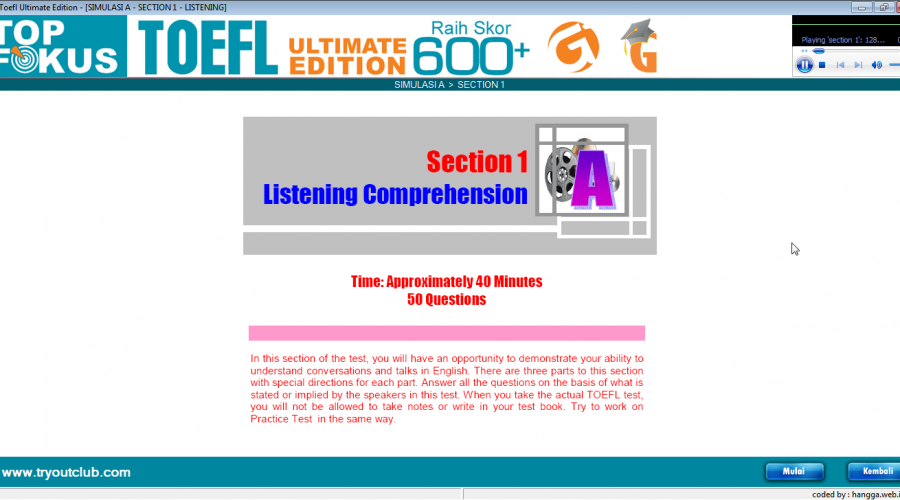 Toefl Ultimate Edition - [SIMULASI A - SECTION 1 - LISTENING]
TOP FOKUS
TOEFL
ULTIMATE EDITION
Raih Skor
600+
Playing 'section 1': 128...
SIMULASI A > SECTION 1
Section 1
Listening Comprehension
A
Time: Approximately 40 Minutes
50 Questions
In this section of the test, you will have an opportunity to demonstrate your ability to
understand conversations and talks in English. There are three parts to this section
with special directions for each part. Answer all the questions on the basis of what is
stated or implied by the speakers in this test. When you take the actual TOEFL test,
you will not be allowed to take notes or write in your test book. Try to work on
Practice Test in the same way.
www.tryoutclub.com
Mulai
Kembali
coded by : hangga.web.i